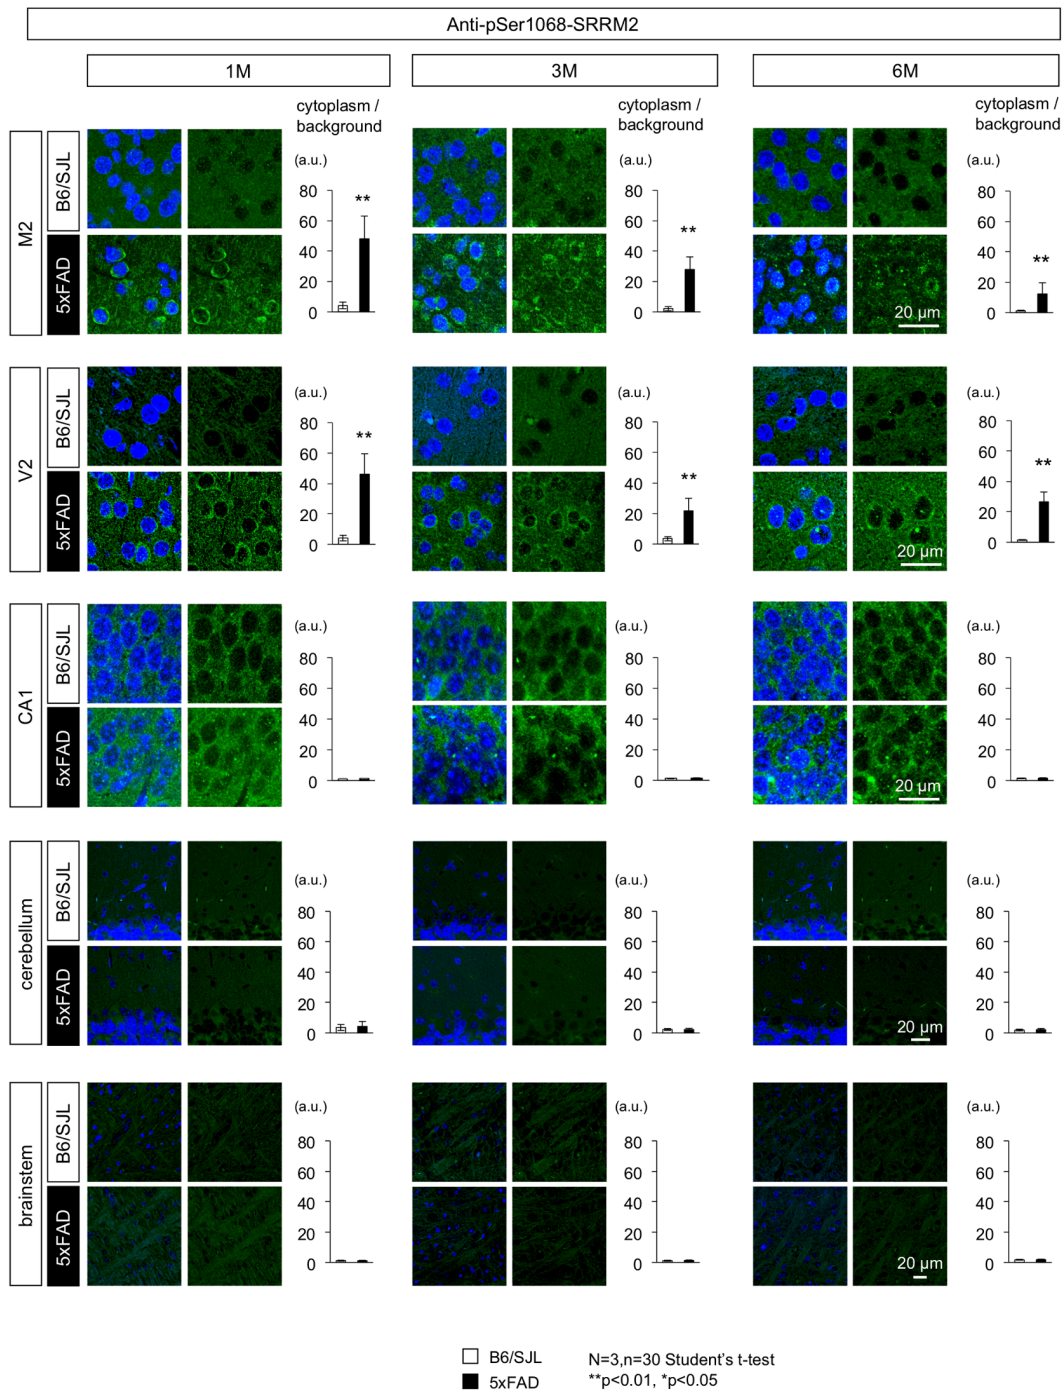 Anti-pSer1068-SRRM2
1M
3M
6M
cytoplasm /
background
cytoplasm /
background
cytoplasm /
background
M2
B6/SJL
5xFAD
(a.u.)
80
60
40
20
0
**
(a.u.)
80
60
40
20
0
**
(a.u.)
80
60
40
20
0
**
20 µm
V2
B6/SJL
5xFAD
(a.u.)
80
60
40
20
0
**
(a.u.)
80
60
40
20
0
**
(a.u.)
80
60
40
20
0
**
20 µm
CA1
B6/SJL
5xFAD
(a.u.)
80
60
40
20
0
(a.u.)
80
60
40
20
0
(a.u.)
80
60
40
20
0
20 µm
cerebellum
B6/SJL
5xFAD
(a.u.)
80
60
40
20
0
(a.u.)
80
60
40
20
0
(a.u.)
80
60
40
20
0
20 µm
brainstem
B6/SJL
5xFAD
(a.u.)
80
60
40
20
0
(a.u.)
80
60
40
20
0
(a.u.)
80
60
40
20
0
20 µm
B6/SJL
5xFAD
N=3,n=30 Student's t-test
**p<0.01, *p<0.05